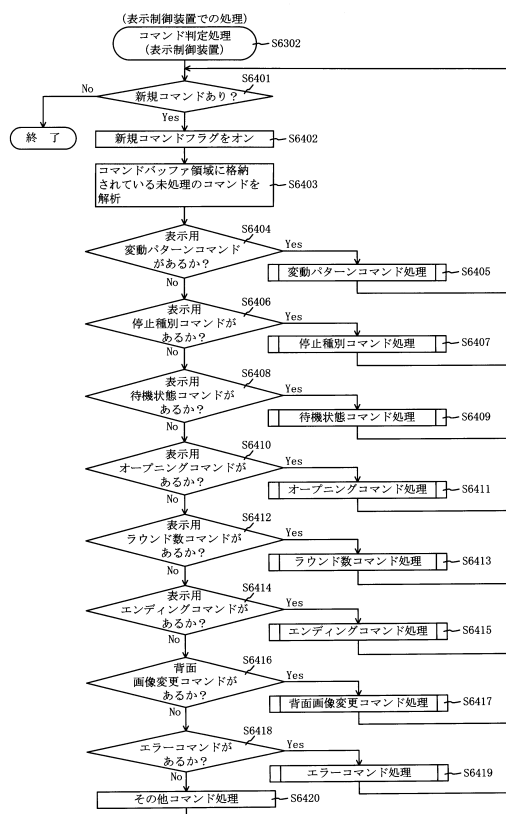 (表示制御装置での処理)
コマンド判定処理
(表示制御装置)
S6302
S6401
新規コマンドあり？
No
Yes
終 了
新規コマンドフラグをオン
S6402
コマンドバッファ領域に格納
されている未処理のコマンドを
解析
S6403
S6404
表示用
変動パターンコマンド
があるか？
Yes
No
変動パターンコマンド処理
S6405
S6406
表示用
停止種別コマンドが
あるか？
Yes
No
停止種別コマンド処理
S6407
S6408
表示用
待機状態コマンドが
あるか？
Yes
No
待機状態コマンド処理
S6409
S6410
表示用
オープニングコマンドが
あるか？
Yes
No
オープニングコマンド処理
S6411
S6412
表示用
ラウンド数コマンドが
あるか？
Yes
No
ラウンド数コマンド処理
S6413
S6414
表示用
エンディングコマンドが
あるか？
Yes
No
エンディングコマンド処理
S6415
S6416
背面
画像変更コマンドが
あるか？
Yes
No
背面画像変更コマンド処理
S6417
S6418
エラーコマンドが
あるか？
Yes
No
エラーコマンド処理
S6419
その他コマンド処理
S6420